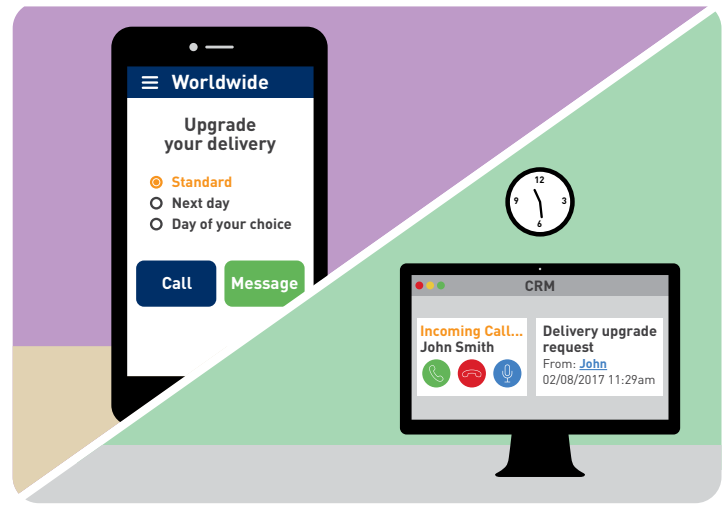 Worldwide
Upgrade
your delivery
Standard
Next day
Day of your choice
Call
Message
12
9
3
6
CRM
Incoming Call...
John Smith
Delivery upgrade
request
From: John
02/08/2017 11:29am